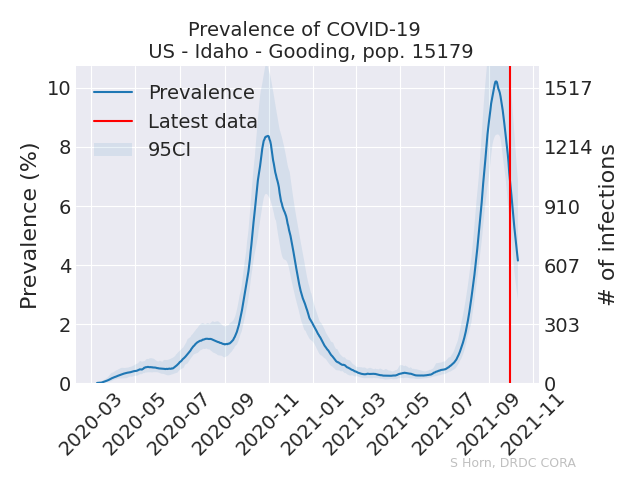 Prevalence of COVID-19
US - Idaho - Gooding, pop. 15179
Prevalence
Latest data
95CI
Prevalence (%)
10
8
6
4
2
0
1517
1214
910
607
303
0
# of infections
2020-03
2020-05
2020-07
2020-09
2020-11
2021-01
2021-03
2021-05
2021-07
2021-09
2021-11
S Horn, DRDC CORA